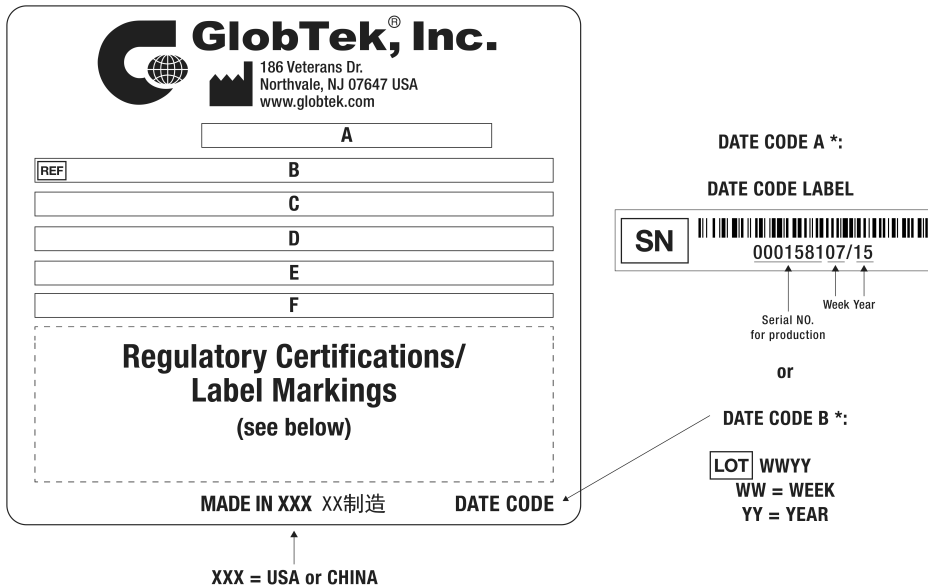 GlobTek,® Inc.
186 Veterans Dr.
Northvale, NJ 07647 USA
www.globtek.com
A
REF B
C
D
E
F
Regulatory Certifications/
Label Markings
(see below)
MADE IN XXX XX制造 DATE CODE
XXX = USA or CHINA
DATE CODE A *:
DATE CODE LABEL
SN
000158107/15
Week Year
Serial NO.
for production
or
DATE CODE B *:
LOT WWYY
WW = WEEK
YY = YEAR